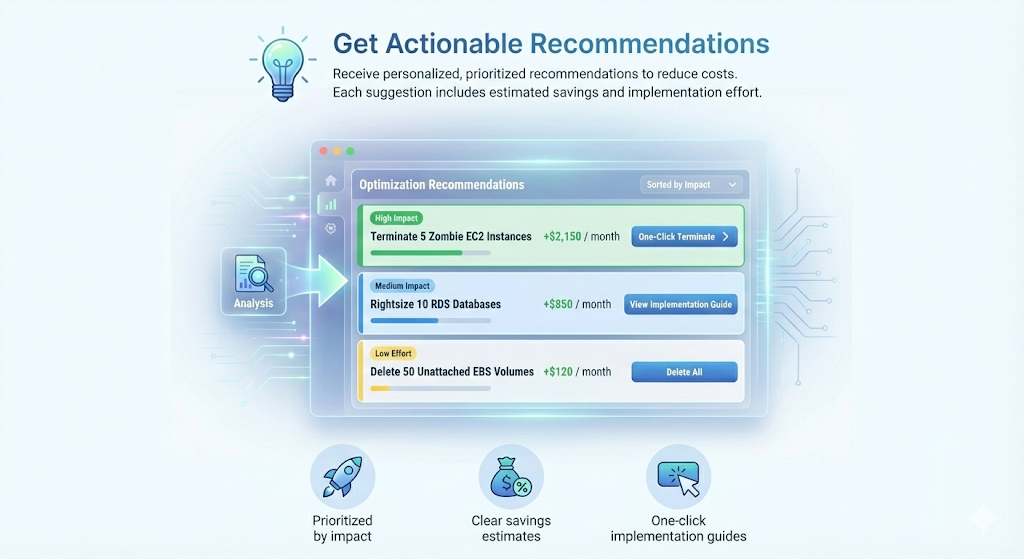 Get Actionable Recommendations
Receive personalized, prioritized recommendations to reduce costs.
Each suggestion includes estimated savings and implementation effort.
Optimization Recommendations
Sorted by Impact
High Impact
Terminate 5 Zombie EC2 Instances +$2,150 / month One-Click Terminate
Medium Impact
Rightsize 10 RDS Databases +$850 / month View Implementation Guide
Low Effort
Delete 50 Unattached EBS Volumes +$120 / month Delete All
Analysis
Prioritized
by impact
Clear savings
estimates
One-click
implementation guides